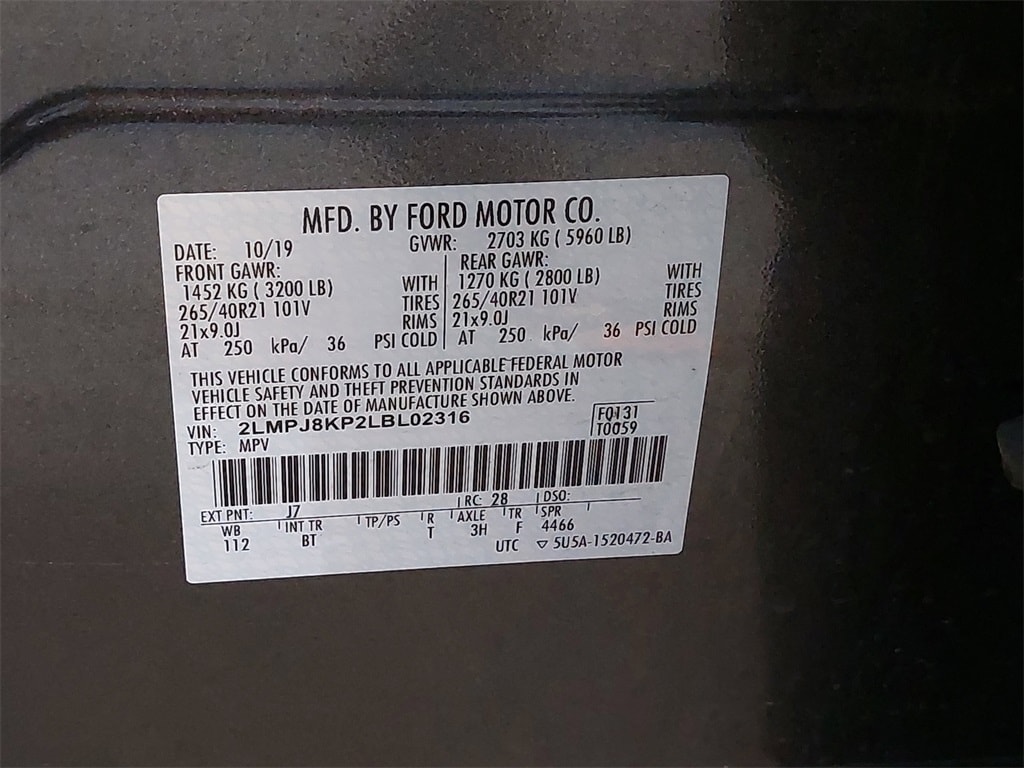 MFD. BY FORD MOTOR CO.
DATE: 10/19 GVWR: 2703 KG ( 5960 LB)
FRONT GAWR:
1452 KG ( 3200 LB) WITH
265/40R21 101V TIRES
21x9.0J RIMS
AT 250 kPa/ 36 PSI COLD
REAR GAWR:
1270 KG ( 2800 LB) WITH
265/40R21 101V TIRES
21x9.0J RIMS
AT 250 kPa/ 36 PSI COLD
THIS VEHICLE CONFORMS TO ALL APPLICABLE FEDERAL MOTOR
VEHICLE SAFETY AND THEFT PREVENTION STANDARDS IN
EFFECT ON THE DATE OF MANUFACTURE SHOWN ABOVE.
VIN: 2LMPJ8KP2LBL02316
TYPE: MPV
F0131
T0059
EXT PNT: J7 RC: 28 DSO:
WB INT TR TP/PS R AXLE TR SPR
112 BT T 3H F 4466
UTC ▽ 5U5A-1520472-BA